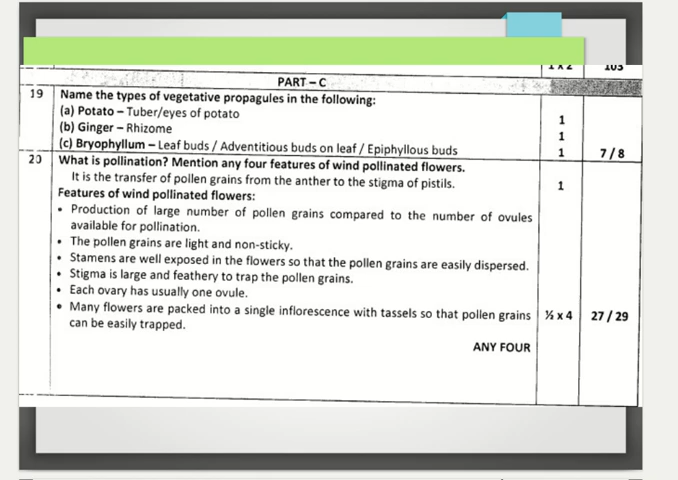 1 x 2 103
PART – C
19 Name the types of vegetative propagules in the following:
(a) Potato – Tuber/eyes of potato 1
(b) Ginger – Rhizome 1
(c) Bryophyllum – Leaf buds / Adventitious buds on leaf / Epiphyllous buds 1 7 / 8
20 What is pollination? Mention any four features of wind pollinated flowers.
It is the transfer of pollen grains from the anther to the stigma of pistils. 1
Features of wind pollinated flowers:
• Production of large number of pollen grains compared to the number of ovules
available for pollination.
• The pollen grains are light and non-sticky.
• Stamens are well exposed in the flowers so that the pollen grains are easily dispersed.
• Stigma is large and feathery to trap the pollen grains.
• Each ovary has usually one ovule.
• Many flowers are packed into a single inflorescence with tassels so that pollen grains ½ x 4 27 / 29
can be easily trapped.
ANY FOUR